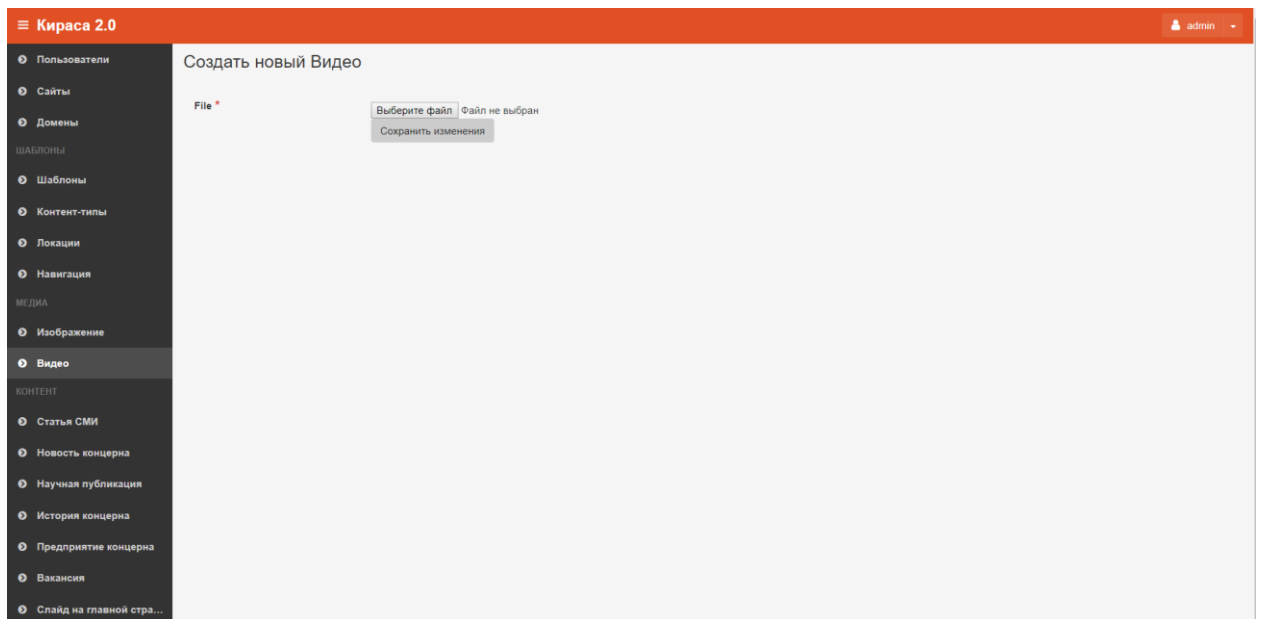 Кираса 2.0
admin
Пользователи
Сайты
Домены
ШАБЛОНЫ
Шаблоны
Контент-типы
Локации
Навигация
МЕДИА
Изображение
Видео
КОНТЕНТ
Статья СМИ
Новость концерна
Научная публикация
История концерна
Предприятие концерна
Вакансия
Слайд на главной стра...
Создать новый Видео
File *
Выберите файл Файл не выбран
Сохранить изменения